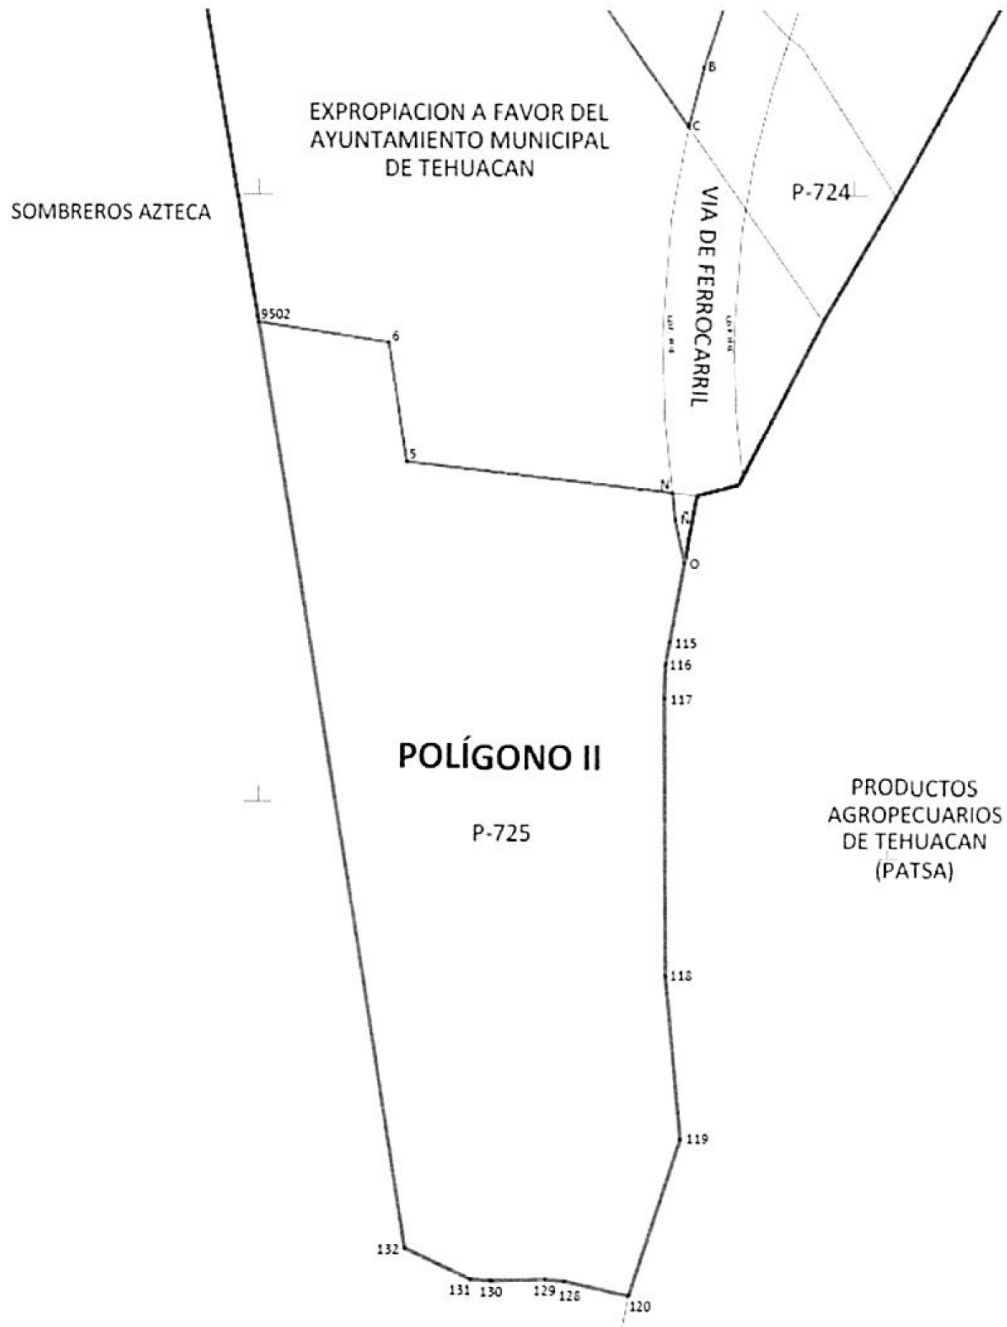 B
EXPROPIACION A FAVOR DEL
AYUNTAMIENTO MUNICIPAL
DE TEHUACAN
C
P-724
SOMBREROS AZTECA
VIA DE FERROCARRIL
9502
6
5
N
Ñ
O
115
116
117
POLÍGONO II
P-725
PRODUCTOS
AGROPECUARIOS
DE TEHUACAN
(PATSA)
118
119
132
131
130
129
128
120